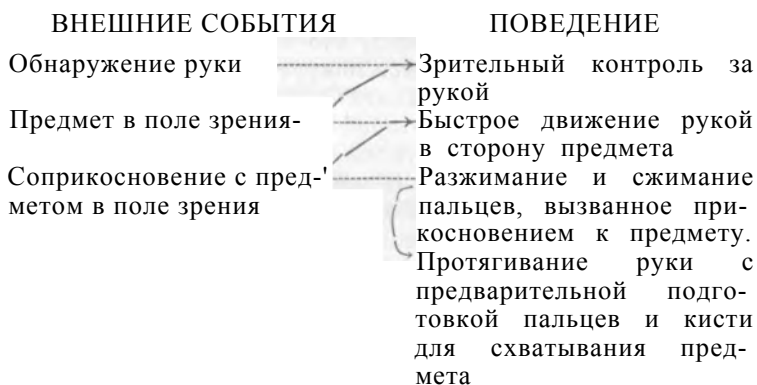 ВНЕШНИЕ СОБЫТИЯ
Обнаружение руки
Предмет в поле зрения-
Соприкосновение с пред-'
метом в поле зрения
ПОВЕДЕНИЕ
Зрительный контроль за
рукой
Быстрое движение рукой
в сторону предмета
Разжимание и сжимание
пальцев, вызванное при-
косновением к предмету.
Протягивание руки с
предварительной подго-
товкой пальцев и кисти
для схватывания пред-
мета